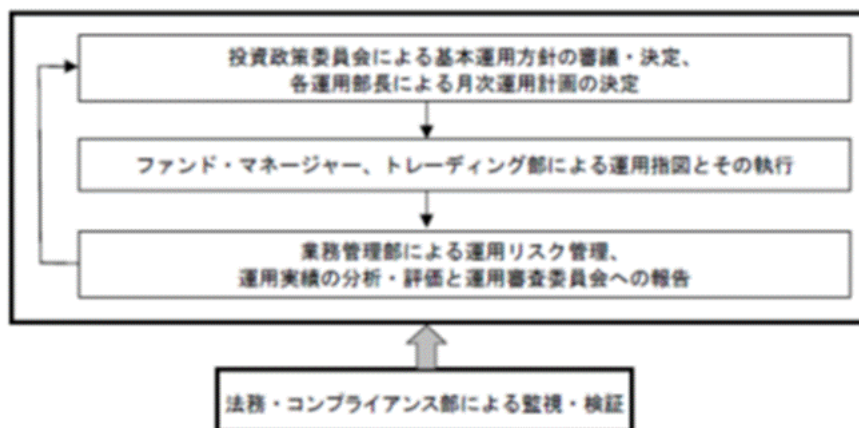 投資政策委員会による基本運用方針の審議・決定、
各運用部長による月次運用計画の決定
ファンド・マネージャー、トレーディング部による運用指図とその執行
業務管理部による運用リスク管理、
運用実績の分析・評価と運用審査委員会への報告
法務・コンプライアンス部による監視・検証